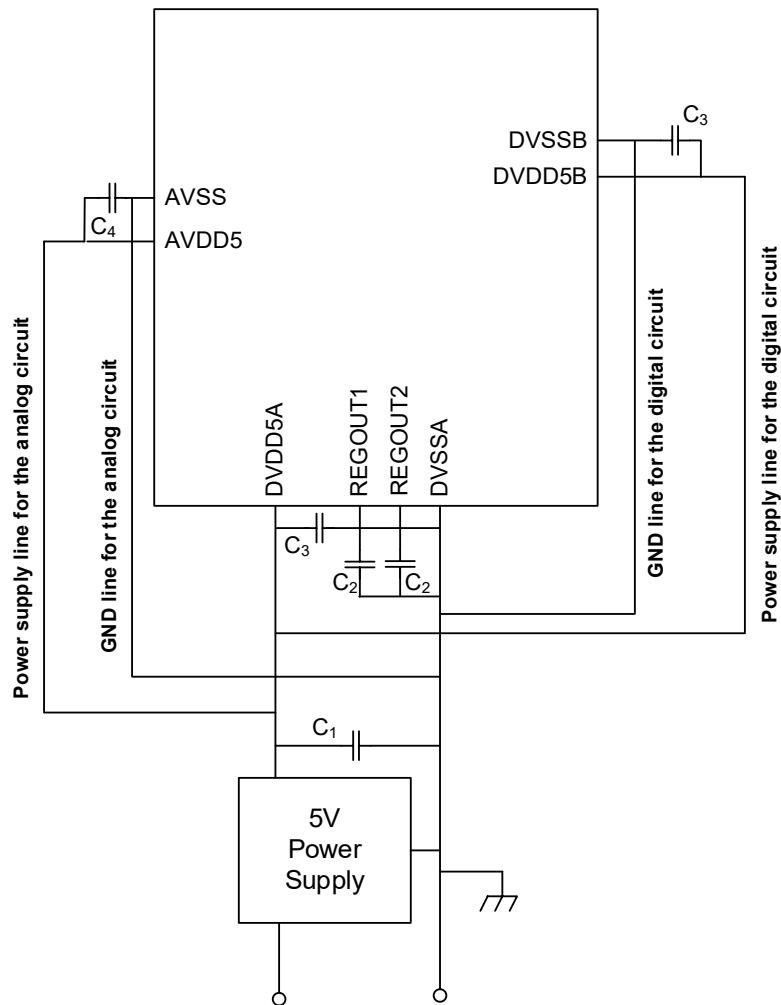 C3
DVSSB
DVDD5B
AVSS
C4
AVDD5
Power supply line for the analog circuit
GND line for the analog circuit
GND line for the digital circuit
Power supply line for the digital circuit
DVDD5A
REGOUT1
REGOUT2
DVSSA
C3
C2
C2
C1
5V
Power
Supply